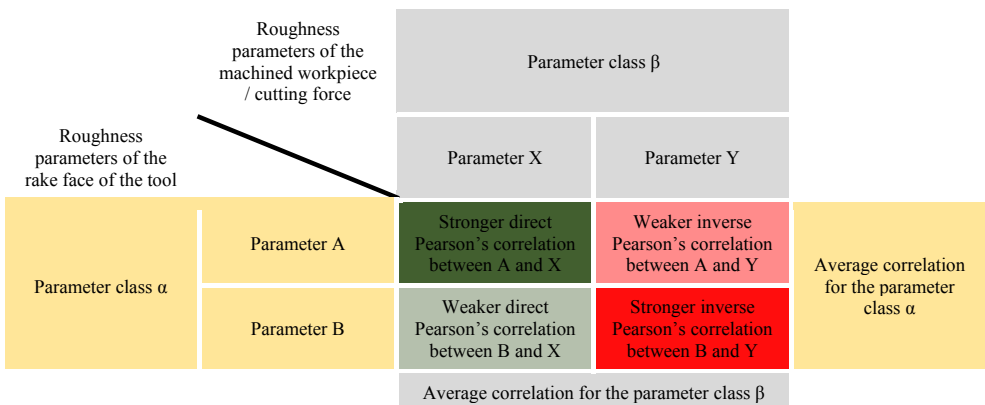 Roughness
parameters of the
machined workpiece
/ cutting force
Parameter class β
Roughness
parameters of the
rake face of the tool
Parameter X
Parameter Y
Parameter class α
Parameter A
Stronger direct
Pearson's correlation
between A and X
Weaker inverse
Pearson's correlation
between A and Y
Average correlation
for the parameter
class α
Parameter B
Weaker direct
Pearson's correlation
between B and X
Stronger inverse
Pearson's correlation
between B and Y
Average correlation for the parameter class β